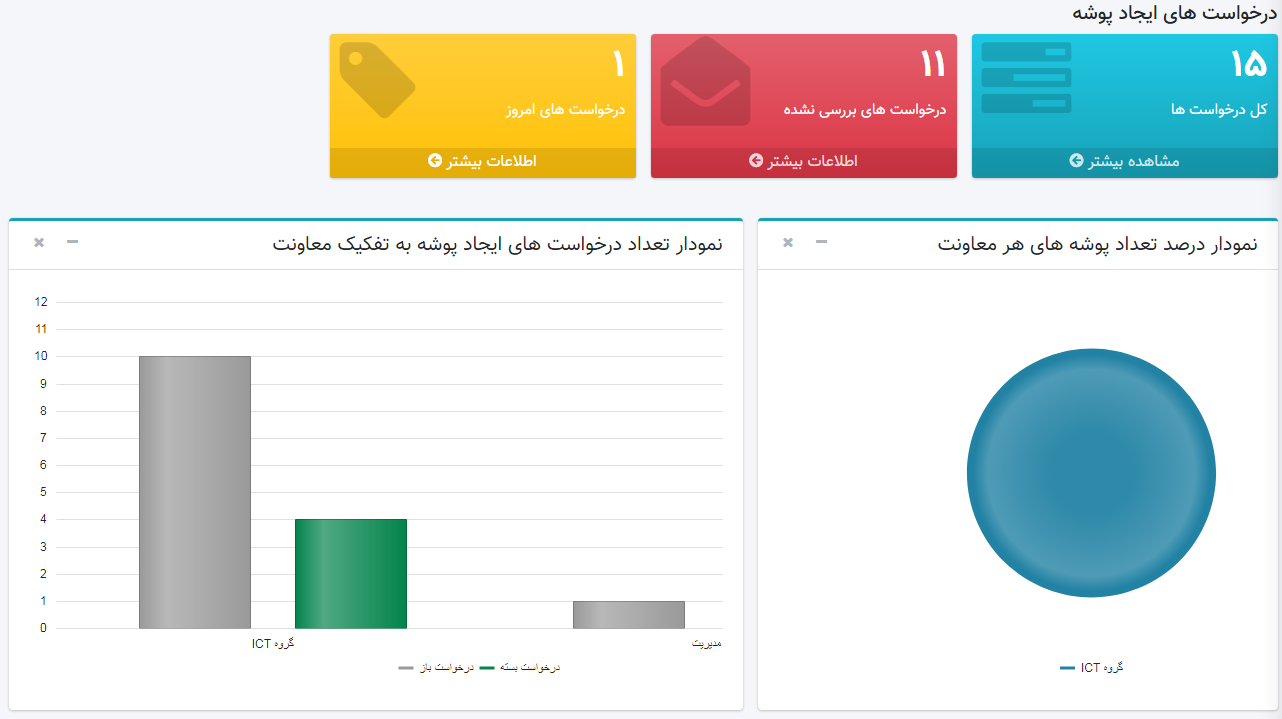 درخواست های ایجاد پوشه
۱۵
کل درخواست ها
مشاهده بیشتر
۱۱
درخواست های بررسی نشده
اطلاعات بیشتر
۱
درخواست های امروز
اطلاعات بیشتر
نمودار درصد تعداد پوشه های هر معاونت
گروه ICT
نمودار تعداد درخواست های ایجاد پوشه به تفکیک معاونت
12
11
10
9
8
7
6
5
4
3
2
1
0
گروه ICT
مدیریت
درخواست باز
درخواست بسته